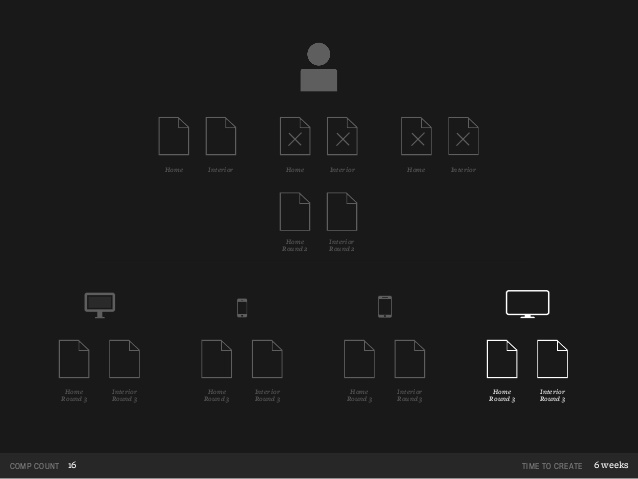 Home Interior Home Interior Home Interior
Home Interior
Round 2 Round 2
Home Interior Home Interior Home Interior Home Interior
Round 3 Round 3 Round 3 Round 3 Round 3 Round 3 Round 3 Round 3
COMP COUNT 16 TIME TO CREATE 6 weeks